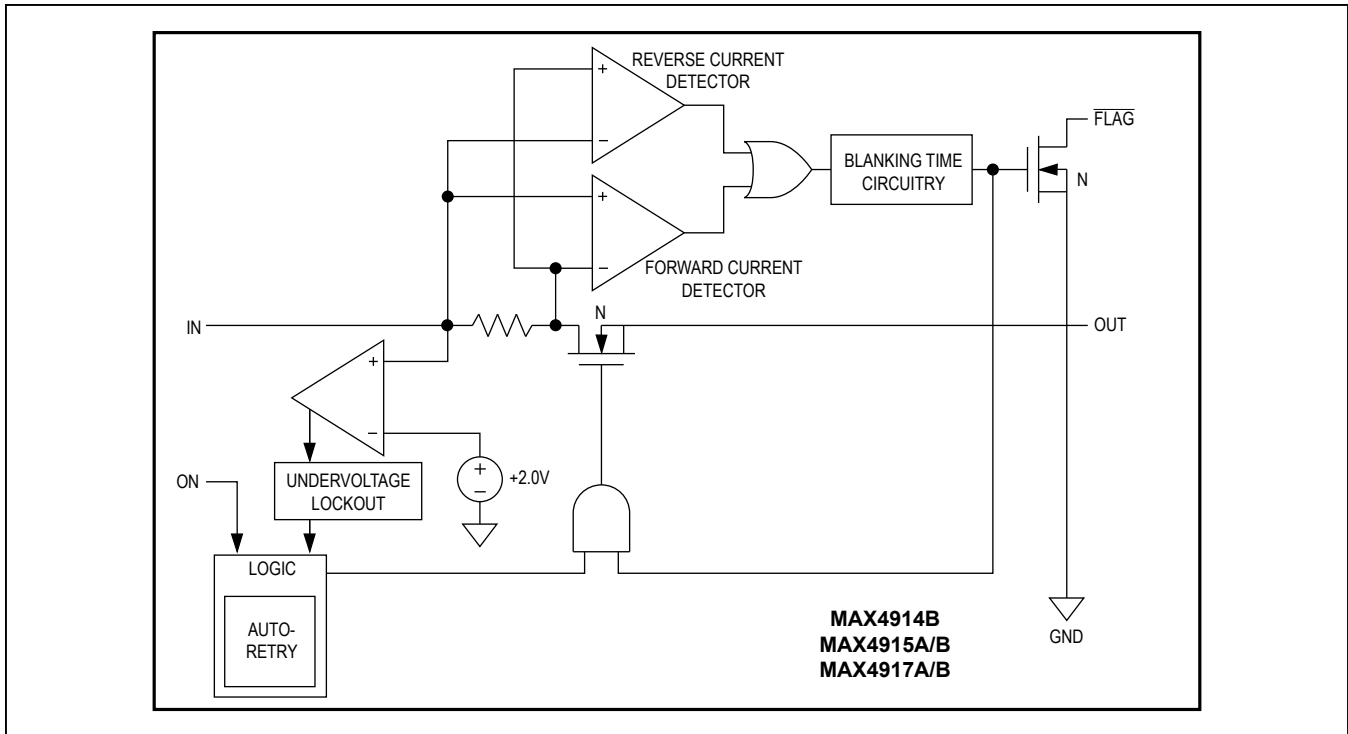 REVERSE CURRENT
DETECTOR
+
−
FLAG
BLANKING TIME
CIRCUITRY
N
+
−
FORWARD CURRENT
DETECTOR
IN
N
OUT
+
−
ON
UNDERVOLTAGE
LOCKOUT
+
−
+2.0V
LOGIC
AUTO-
RETRY
MAX4914B
MAX4915A/B
MAX4917A/B
GND